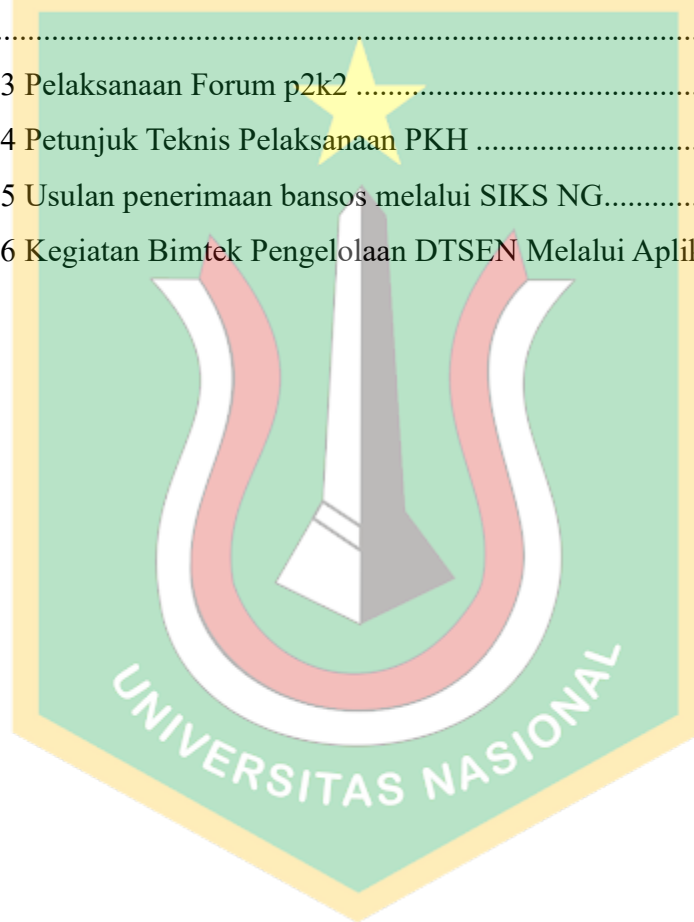 ................................................................................................
3 Pelaksanaan Forum p2k2 ..............................................
4 Petunjuk Teknis Pelaksanaan PKH ..............................
5 Usulan penerimaan bansos melalui SIKS NG............
6 Kegiatan Bimtek Pengelolaan DTSEN Melalui
UNIVERSITAS NASIONAL